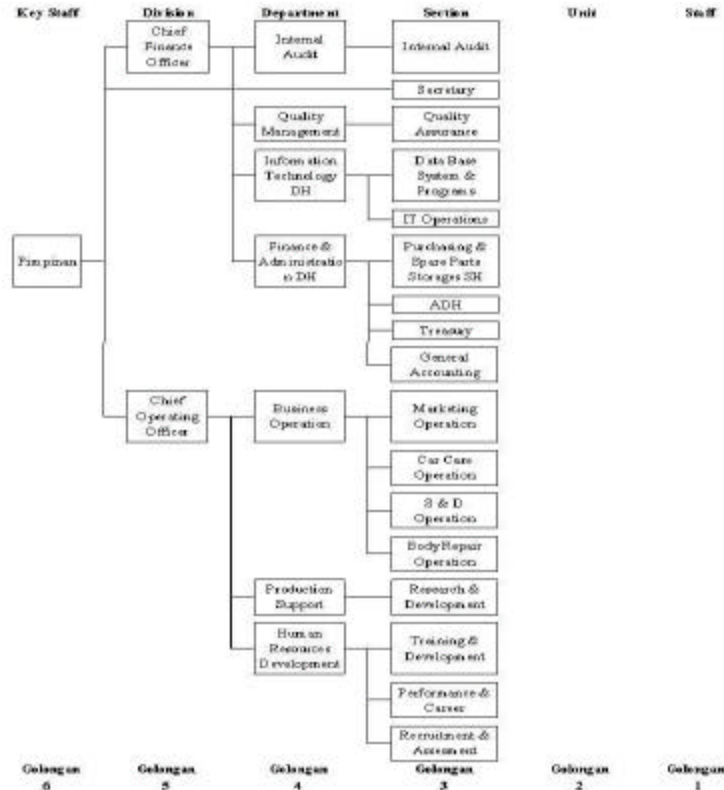 Key Staff Division Department Section Unit Staff
Chief
Finance
Officer
Internal
Audit
Internal Audit
Secretary
Quality
Management
Quality
Assurance
Information
Technology
DH
Data Base
System &
Programs
IT Operations
Pimpinan
Finance &
Administratio
n DH
Purchasing &
Spare Parts
Storages SH
ADH
Treasury
General
Accounting
Chief
Operating
Officer
Business
Operation
Marketing
Operation
Car Care
Operation
S & D
Operation
Body Repair
Operation
Production
Support
Research &
Development
Human
Resources
Development
Training &
Development
Performance &
Career
Recruitment &
Assesment
Golongan Golongan Golongan Golongan Golongan Golongan
6 5 4 3 2 1